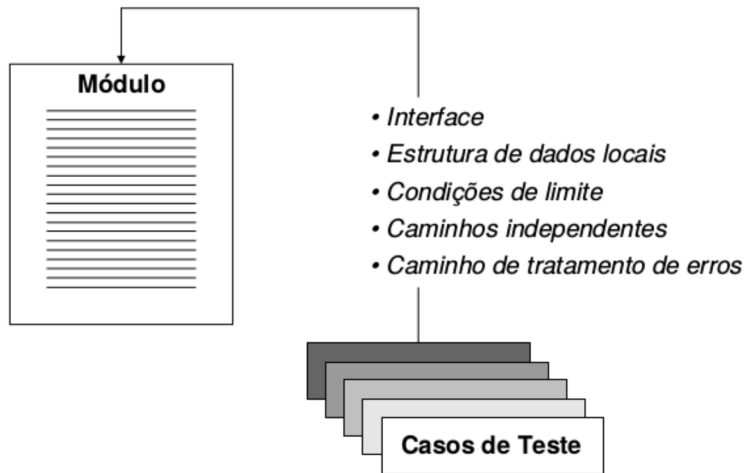 Módulo
• Interface
• Estrutura de dados locais
• Condições de limite
• Caminhos independentes
• Caminho de tratamento de erros
Casos de Teste